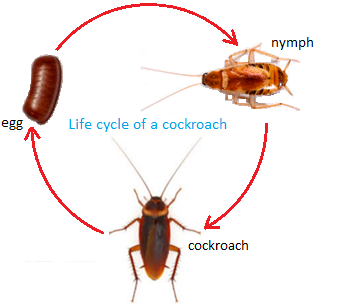 nymph
egg
Life cycle of a cockroach
cockroach